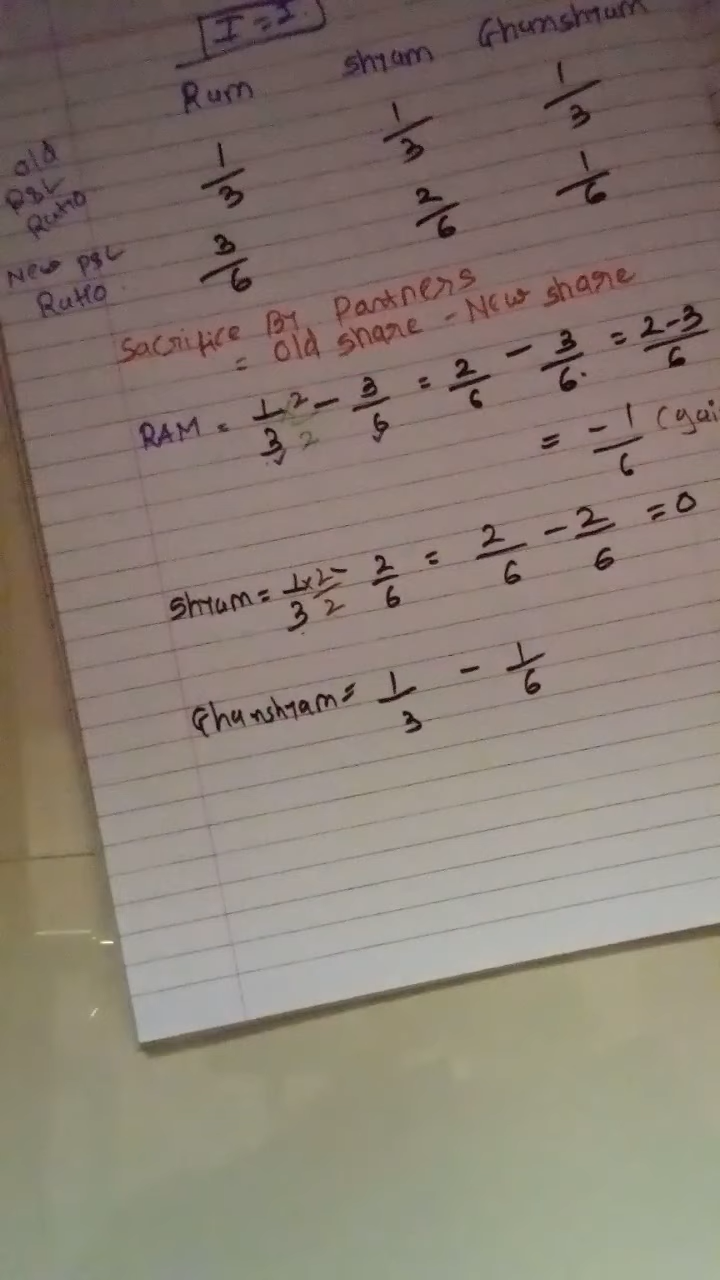 I = I
Ram Shyam Ghanshyam
Old P&L Ratio 1/3 1/3 1/3
New P&L Ratio 3/6 2/6 1/6
Sacrifice By Partners
= Old share - New share
RAM = 1/3 2/2 - 3/6 = 2/6 - 3/6 = 2-3/6
= -1/6 (gai
Shyam = 1×2/3 2 - 2/6 = 2/6 - 2/6 = 0
Ghanshyam = 1/3 - 1/6